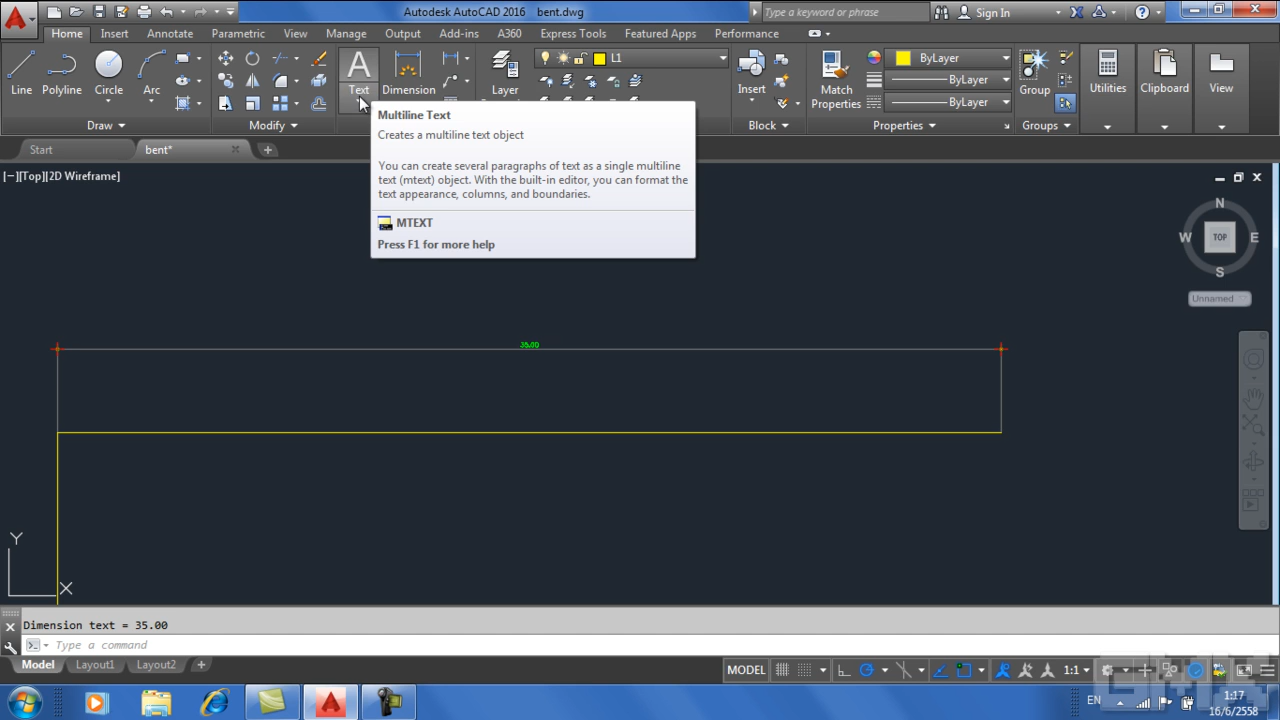 Autodesk AutoCAD 2016 bent.dwg
Type a keyword or phrase
Sign In
Home Insert Annotate Parametric View Manage Output Add-ins A360 Express Tools Featured Apps Performance
Line Polyline Circle Arc
Text Dimension
Layer
L1
Insert
Match
Properties
ByLayer
ByLayer
ByLayer
Group
Utilities Clipboard View
Draw Modify Block Properties Groups
Multiline Text
Creates a multiline text object
You can create several paragraphs of text as a single multiline
text (mtext) object. With the built-in editor, you can format the
text appearance, columns, and boundaries.
MTEXT
Press F1 for more help
Start bent*
[−][Top][2D Wireframe]
N
W TOP E
S
Unnamed
35.00
Y
X
Dimension text = 35.00
Type a command
Model Layout1 Layout2
MODEL 1:1
EN
1:17
16/6/2558